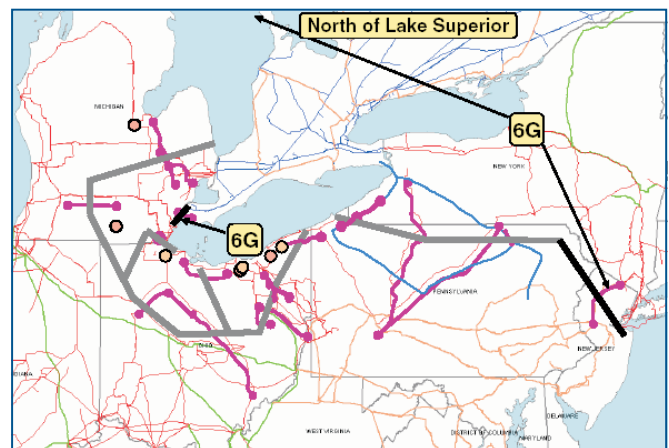 North of Lake Superior
MICHIGAN
6G
NEW YORK
6G
PENNSYLVANIA
OHIO
NEW JERSEY
DIANA
WEST VIRGINIA
DELAWARE
DISTRICT OF COLUMBIA
MARYLAND